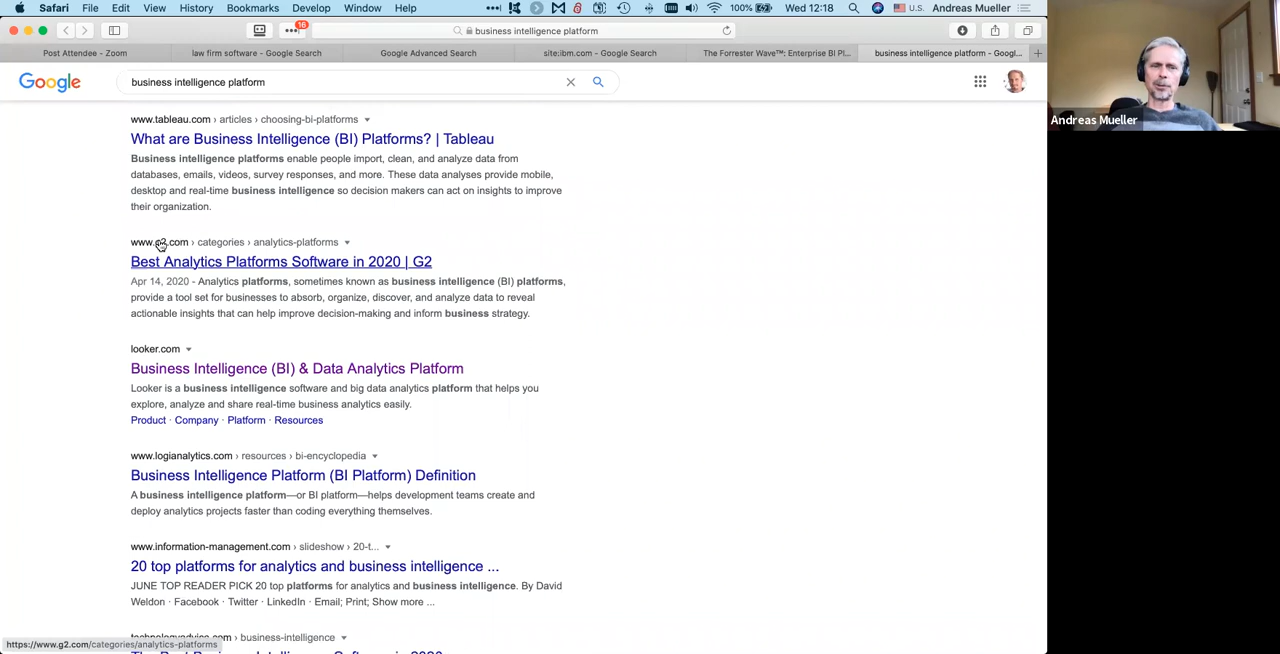 Safari File Edit View History Bookmarks Develop Window Help 100% U.S. Wed 12:18 Andreas Mueller
16
business intelligence platform
Post Attendee - Zoom
law firm software - Google Search
Google Advanced Search
site:ibm.com - Google Search
The Forrester Wave™: Enterprise BI Pl...
business intelligence platform - Googl...
Google
business intelligence platform
www.tableau.com › articles › choosing-bi-platforms
What are Business Intelligence (BI) Platforms? | Tableau
Business intelligence platforms enable people import, clean, and analyze data from
databases, emails, videos, survey responses, and more. These data analyses provide mobile,
desktop and real-time business intelligence so decision makers can act on insights to improve
their organization.
www.g2.com › categories › analytics-platforms
Best Analytics Platforms Software in 2020 | G2
Apr 14, 2020 - Analytics platforms, sometimes known as business intelligence (BI) platforms,
provide a tool set for businesses to absorb, organize, discover, and analyze data to reveal
actionable insights that can help improve decision-making and inform business strategy.
looker.com
Business Intelligence (BI) & Data Analytics Platform
Looker is a business intelligence software and big data analytics platform that helps you
explore, analyze and share real-time business analytics easily.
Product · Company · Platform · Resources
www.logianalytics.com › resources › bi-encyclopedia
Business Intelligence Platform (BI Platform) Definition
A business intelligence platform—or BI platform—helps development teams create and
deploy analytics projects faster than coding everything themselves.
www.information-management.com › slideshow › 20-t...
20 top platforms for analytics and business intelligence ...
JUNE TOP READER PICK 20 top platforms for analytics and business intelligence. By David
Weldon · Facebook · Twitter · LinkedIn · Email; Print; Show more ...
technologyadvice.com › business-intelligence
The Best Business Intelligence Software in 2020
https://www.g2.com/categories/analytics-platforms
Andreas Mueller